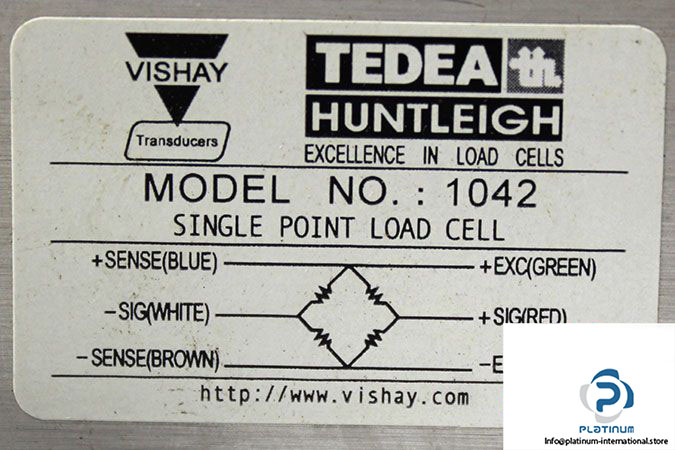 VISHAY
Transducers
TEDEA th
HUNTLEIGH
EXCELLENCE IN LOAD CELLS
MODEL NO.: 1042
SINGLE POINT LOAD CELL
+SENSE(BLUE) +EXC(GREEN)
-SIG(WHITE) +SIG(RED)
-SENSE(BROWN) -E
http://www.vishay.com
PLATINUM
info@platinum-international.store